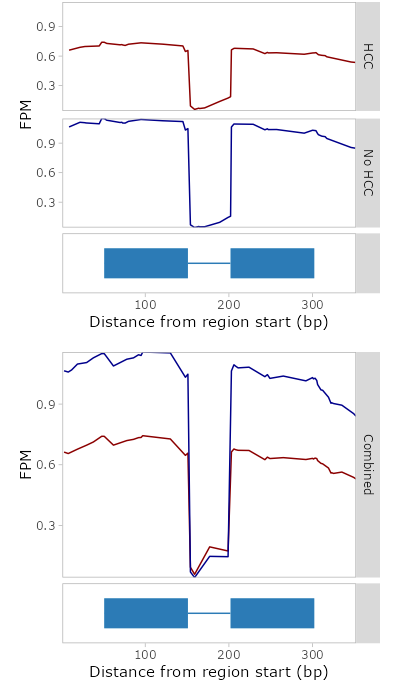 0.9
0.6
0.3
HCC
FPM
0.9
0.6
0.3
No HCC
100 200 300
Distance from region start (bp)
0.9
0.6
0.3
FPM
Combined
100 200 300
Distance from region start (bp)